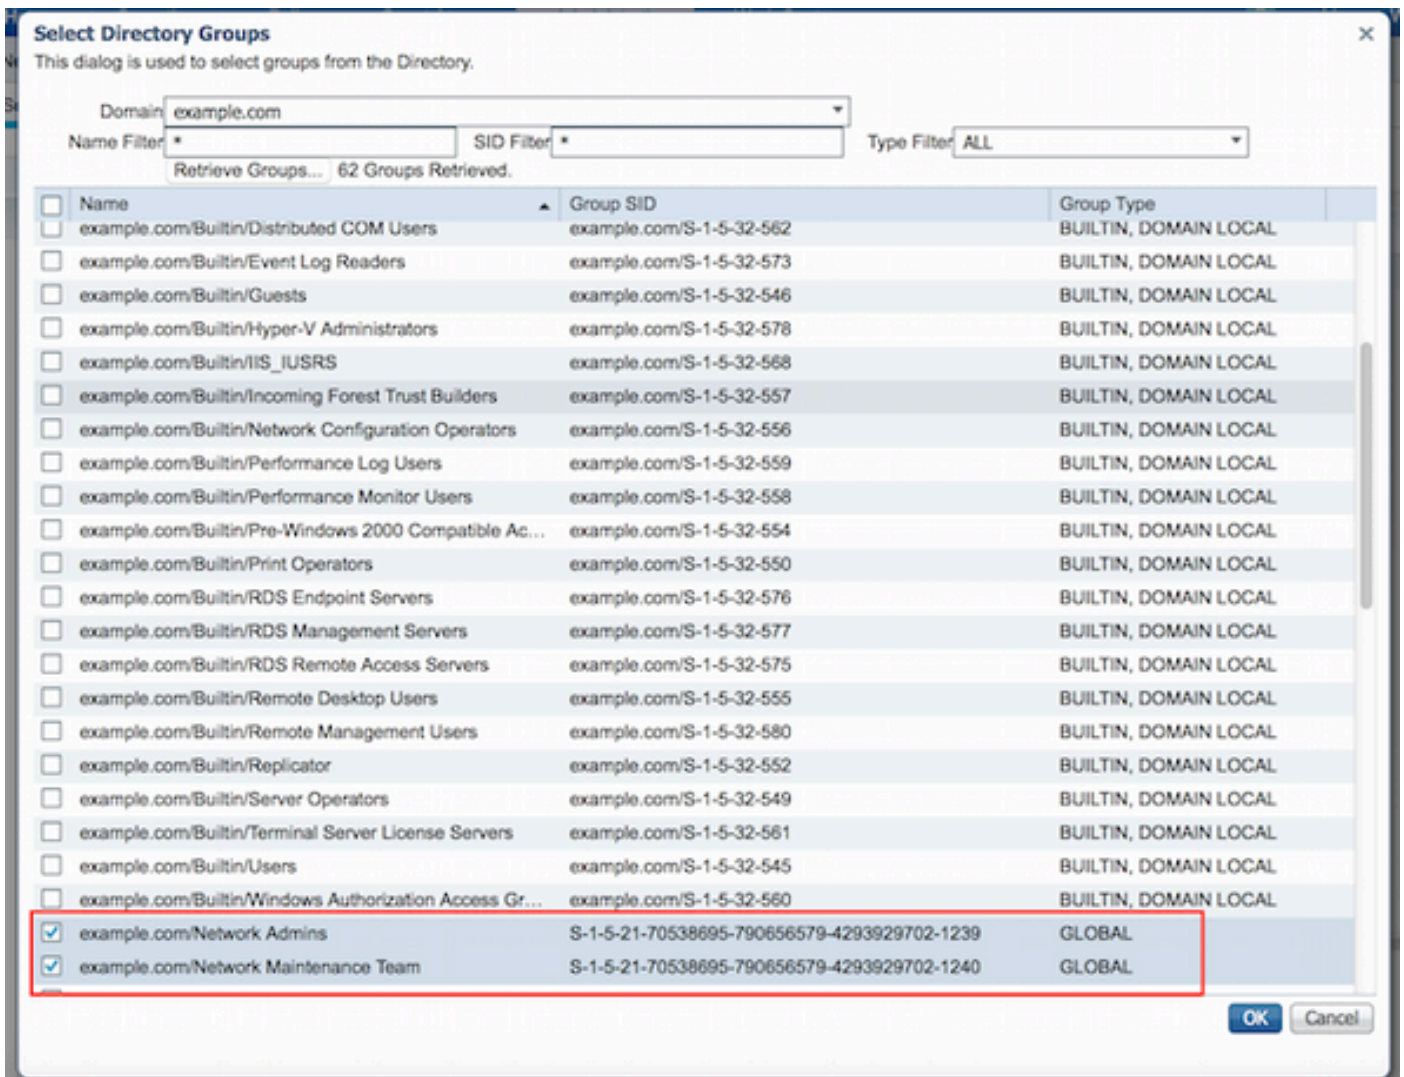 Select Directory Groups
This dialog is used to select groups from the Directory.
Domain example.com
Name Filter * SID Filter * Type Filter ALL
Retrieve Groups... 62 Groups Retrieved.
Name Group SID Group Type
example.com/Builtin/Distributed COM Users example.com/S-1-5-32-562 BUILTIN, DOMAIN LOCAL
example.com/Builtin/Event Log Readers example.com/S-1-5-32-573 BUILTIN, DOMAIN LOCAL
example.com/Builtin/Guests example.com/S-1-5-32-546 BUILTIN, DOMAIN LOCAL
example.com/Builtin/Hyper-V Administrators example.com/S-1-5-32-578 BUILTIN, DOMAIN LOCAL
example.com/Builtin/IIS_IUSRS example.com/S-1-5-32-568 BUILTIN, DOMAIN LOCAL
example.com/Builtin/Incoming Forest Trust Builders example.com/S-1-5-32-557 BUILTIN, DOMAIN LOCAL
example.com/Builtin/Network Configuration Operators example.com/S-1-5-32-556 BUILTIN, DOMAIN LOCAL
example.com/Builtin/Performance Log Users example.com/S-1-5-32-559 BUILTIN, DOMAIN LOCAL
example.com/Builtin/Performance Monitor Users example.com/S-1-5-32-558 BUILTIN, DOMAIN LOCAL
example.com/Builtin/Pre-Windows 2000 Compatible Ac... example.com/S-1-5-32-554 BUILTIN, DOMAIN LOCAL
example.com/Builtin/Print Operators example.com/S-1-5-32-550 BUILTIN, DOMAIN LOCAL
example.com/Builtin/RDS Endpoint Servers example.com/S-1-5-32-576 BUILTIN, DOMAIN LOCAL
example.com/Builtin/RDS Management Servers example.com/S-1-5-32-577 BUILTIN, DOMAIN LOCAL
example.com/Builtin/RDS Remote Access Servers example.com/S-1-5-32-575 BUILTIN, DOMAIN LOCAL
example.com/Builtin/Remote Desktop Users example.com/S-1-5-32-555 BUILTIN, DOMAIN LOCAL
example.com/Builtin/Remote Management Users example.com/S-1-5-32-580 BUILTIN, DOMAIN LOCAL
example.com/Builtin/Replicator example.com/S-1-5-32-552 BUILTIN, DOMAIN LOCAL
example.com/Builtin/Server Operators example.com/S-1-5-32-549 BUILTIN, DOMAIN LOCAL
example.com/Builtin/Terminal Server License Servers example.com/S-1-5-32-561 BUILTIN, DOMAIN LOCAL
example.com/Builtin/Users example.com/S-1-5-32-545 BUILTIN, DOMAIN LOCAL
example.com/Builtin/Windows Authorization Access Gr... example.com/S-1-5-32-560 BUILTIN, DOMAIN LOCAL
example.com/Network Admins S-1-5-21-70538695-790656579-4293929702-1239 GLOBAL
example.com/Network Maintenance Team S-1-5-21-70538695-790656579-4293929702-1240 GLOBAL
OK Cancel